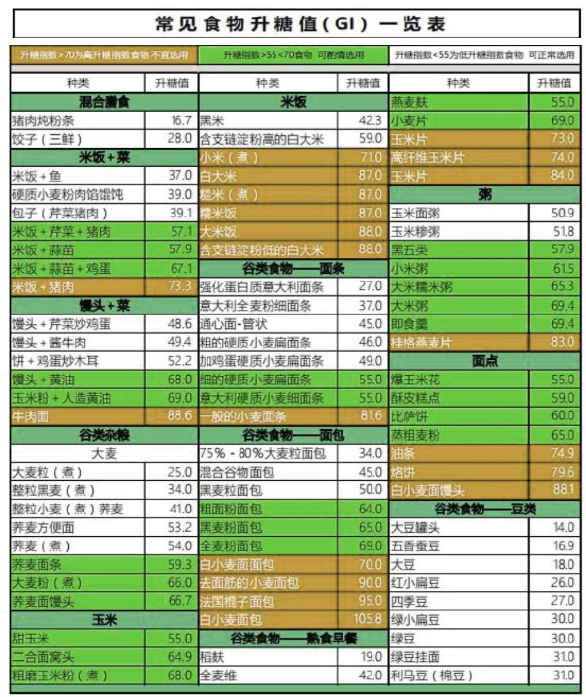 常见食物升糖值(GI)一览表
升糖指数>70为高升糖指数食物 不宜选用
升糖指数>55<70食物 可酌情选用
升糖指数<55为低升糖指数食物 可正常选用
种类 升糖值
混合膳食
猪肉炖粉条 16.7
饺子（三鲜） 28.0
米饭+菜
米饭+鱼 37.0
硬质小麦粉肉馅馄饨 39.0
包子（芹菜猪肉） 39.1
米饭+芹菜+猪肉 57.1
米饭+蒜苗 57.9
米饭+蒜苗+鸡蛋 67.1
米饭+猪肉 73.3
馒头+菜
馒头+芹菜炒鸡蛋 48.6
馒头+酱牛肉 49.4
饼+鸡蛋炒木耳 52.2
馒头+黄油 68.0
玉米粉+人造黄油 69.0
牛肉面 88.6
谷类杂粮
大麦
大麦粒（煮） 25.0
整粒黑麦（煮） 34.0
整粒小麦（煮）荞麦 41.0
荞麦方便面 53.2
荞麦（煮） 54.0
荞麦面条 59.3
大麦粉（煮） 66.0
荞麦面馒头 66.7
玉米
甜玉米 55.0
二合面窝头 64.9
粗磨玉米粉（煮） 68.0
种类 升糖值
米饭
黑米 42.3
含支链淀粉高的白大米 59.0
小米（煮） 71.0
白大米 87.0
糙米（煮） 87.0
糯米饭 87.0
大米饭 88.0
含支链淀粉低的白大米 88.0
谷类食物——面条
强化蛋白质意大利面条 27.0
意大利全麦粉细面条 37.0
通心面-管状 45.0
粗的硬质小麦扁面条 46.0
加鸡蛋硬质小麦扁面条 49.0
细的硬质小麦扁面条 55.0
意大利硬质小麦细面条 55.0
一般的小麦面条 81.6
谷类食物——面包
75%-80%大麦粒面包 34.0
混合谷物面包 45.0
黑麦粒面包 50.0
粗面粉面包 64.0
黑麦粉面包 65.0
全麦粉面包 69.0
白小麦面面包 70.0
去面筋的小麦面包 90.0
法国棍子面包 95.0
白小麦面包 105.8
谷类食物——熟食早餐
稻麸 19.0
全麦维 42.0
种类 升糖值
燕麦麸 55.0
小麦片 69.0
玉米片 73.0
高纤维玉米片 74.0
玉米片 84.0
粥
玉米面粥 50.9
玉米糁粥 51.8
黑五类 57.9
小米粥 61.5
大米糯米粥 65.3
大米粥 69.4
即食羹 69.4
桂格燕麦片 83.0
面点
爆玉米花 55.0
酥皮糕点 59.0
比萨饼 60.0
蒸粗麦粉 65.0
油条 74.9
烙饼 79.6
白小麦面馒头 88.1
谷类食物——豆类
大豆罐头 14.0
五香蚕豆 16.9
大豆 18.0
红小扁豆 26.0
四季豆 27.0
绿小扁豆 30.0
绿豆 30.0
绿豆挂面 31.0
利马豆（棉豆） 31.0